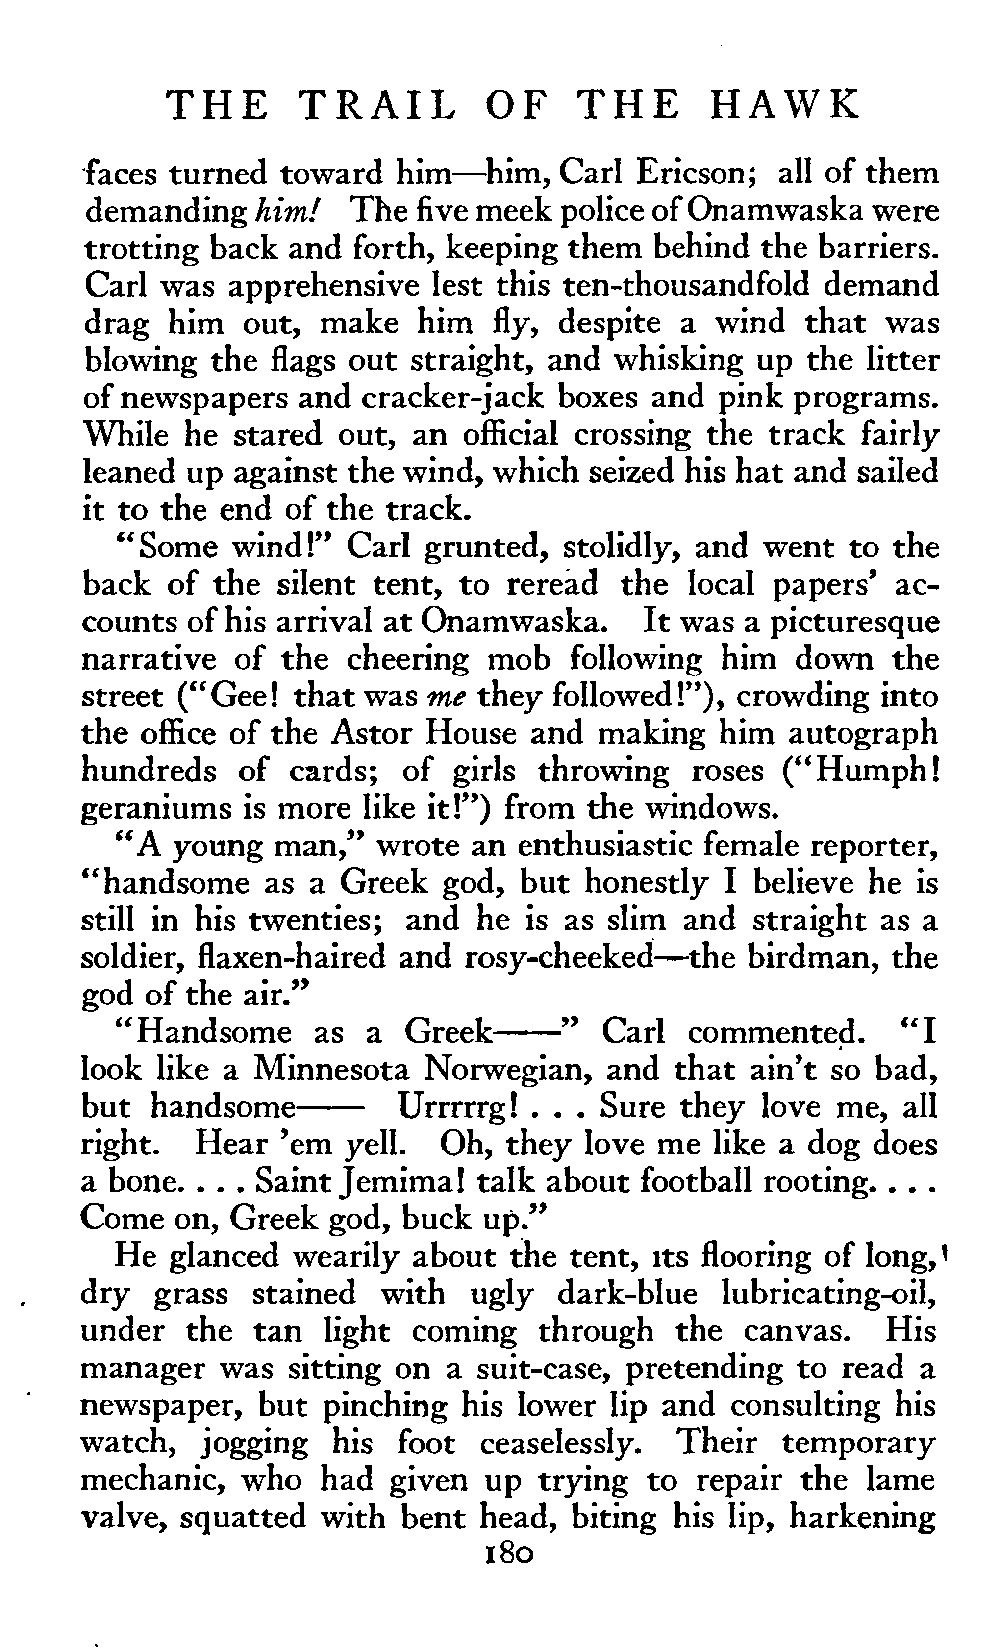 THE TRAIL OF THE HAWK
faces turned toward him—him, Carl Ericson; all of them
demanding him! The five meek police of Onamwaska were
trotting back and forth, keeping them behind the barriers.
Carl was apprehensive lest this ten-thousandfold demand
drag him out, make him fly, despite a wind that was
blowing the flags out straight, and whisking up the litter
of newspapers and cracker-jack boxes and pink programs.
While he stared out, an official crossing the track fairly
leaned up against the wind, which seized his hat and sailed
it to the end of the track.
“Some wind!” Carl grunted, stolidly, and went to the
back of the silent tent, to reread the local papers’ ac-
counts of his arrival at Onamwaska. It was a picturesque
narrative of the cheering mob following him down the
street (“Gee! that was me they followed!”), crowding into
the office of the Astor House and making him autograph
hundreds of cards; of girls throwing roses (“Humph!
geraniums is more like it!”) from the windows.
“A young man,” wrote an enthusiastic female reporter,
“handsome as a Greek god, but honestly I believe he is
still in his twenties; and he is as slim and straight as a
soldier, flaxen-haired and rosy-cheeked—the birdman, the
god of the air.”
“Handsome as a Greek——” Carl commented. “I
look like a Minnesota Norwegian, and that ain’t so bad,
but handsome—— Urrrrrg! . . . Sure they love me, all
right. Hear ’em yell. Oh, they love me like a dog does
a bone. . . . Saint Jemima! talk about football rooting. . . .
Come on, Greek god, buck up.”
He glanced wearily about the tent, its flooring of long,
dry grass stained with ugly dark-blue lubricating-oil,
under the tan light coming through the canvas. His
manager was sitting on a suit-case, pretending to read a
newspaper, but pinching his lower lip and consulting his
watch, jogging his foot ceaselessly. Their temporary
mechanic, who had given up trying to repair the lame
valve, squatted with bent head, biting his lip, harkening
180